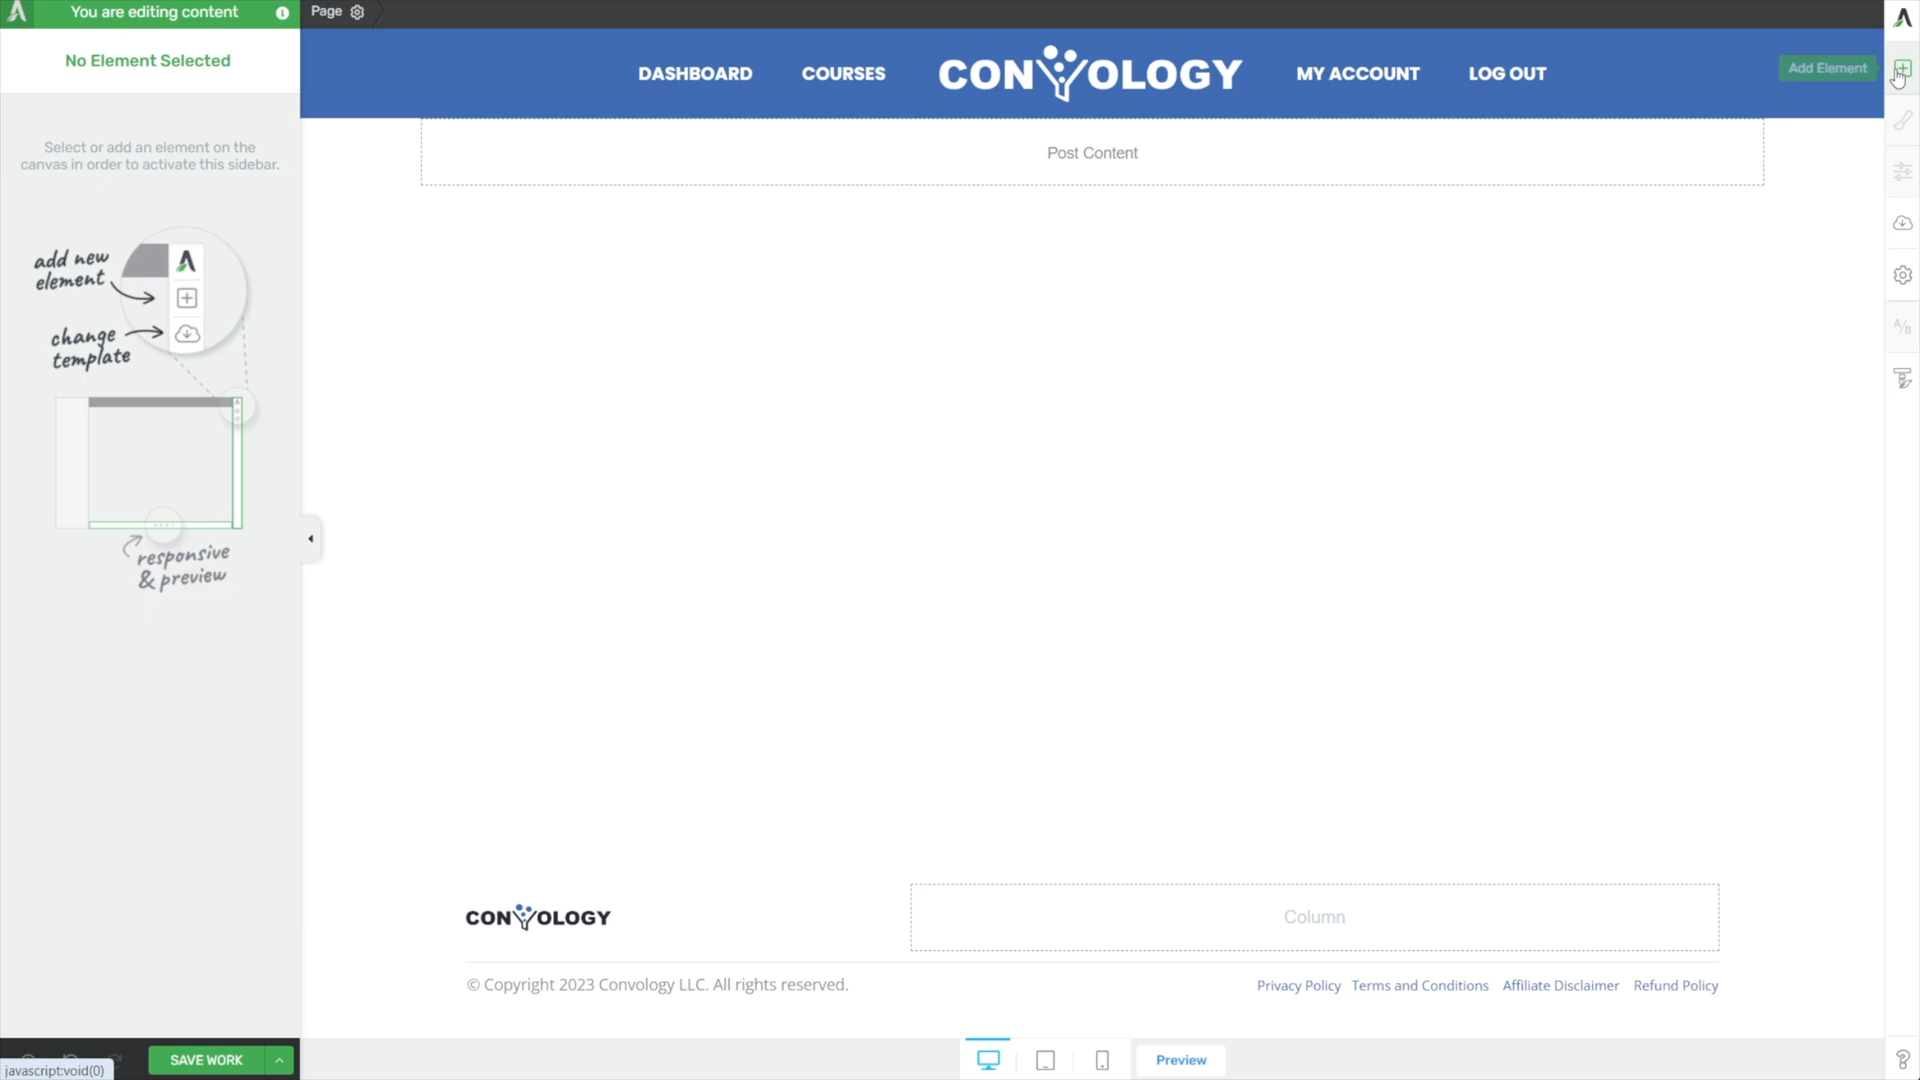 You are editing content
Page
No Element Selected
DASHBOARD
COURSES
CONVOLOGY
MY ACCOUNT
LOG OUT
Add Element
Post Content
Select or add an element on the
canvas in order to activate this sidebar.
add new
element
change
template
responsive
& preview
A/B
CONVOLOGY
Column
© Copyright 2023 Convology LLC. All rights reserved.
Privacy Policy
Terms and Conditions
Affiliate Disclaimer
Refund Policy
SAVE WORK
Preview
javascript:void(0)